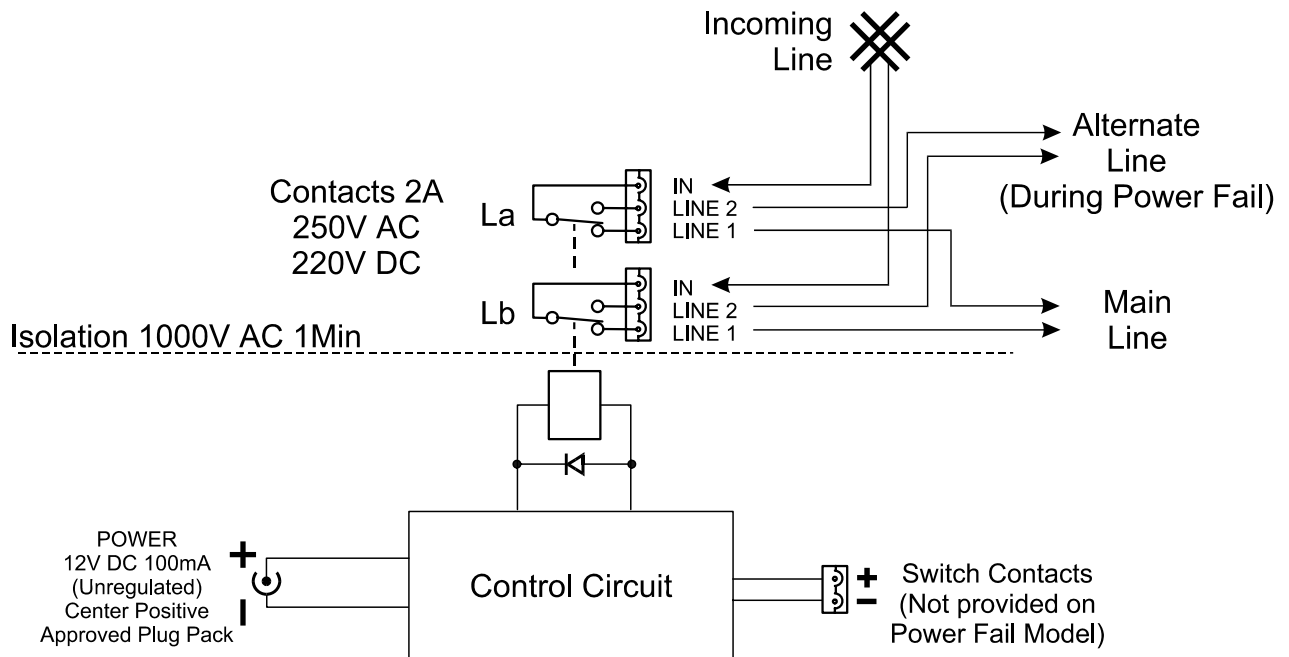 Incoming
Line
Alternate
Line
(During Power Fail)
Contacts 2A
250V AC
220V DC
La
IN
LINE 2
LINE 1
Lb
IN
LINE 2
LINE 1
Main
Line
Isolation 1000V AC 1Min
POWER
12V DC 100mA
(Unregulated)
Center Positive
Approved Plug Pack
+
−
Control Circuit
+
−
Switch Contacts
(Not provided on
Power Fail Model)